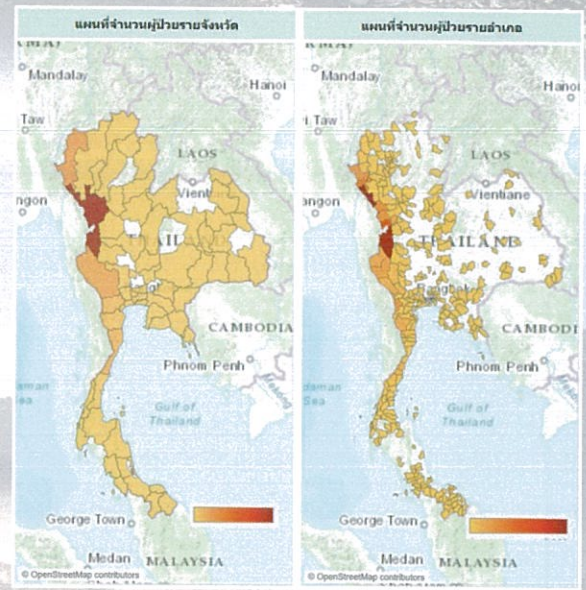 แผนที่จำนวนผู้ป่วยรายจังหวัด
Mandalay
Hanoi
Taw
LAOS
Vienti
ngon
CAMBODIA
Phnom Penh
Gulf of
Thailand
George Town
Medan
MALAYSIA
© OpenStreetMap contributors
แผนที่จำนวนผู้ป่วยรายอำเภอ
Mandalay
Hanoi
Taw
LAOS
Vientiane
angon
THAILAND
Bangkok
CAMBODI
Phnom Penh
Sea
Gulf of
Thailand
George Town
Medan
MALAYSIA
© OpenStreetMap contributors